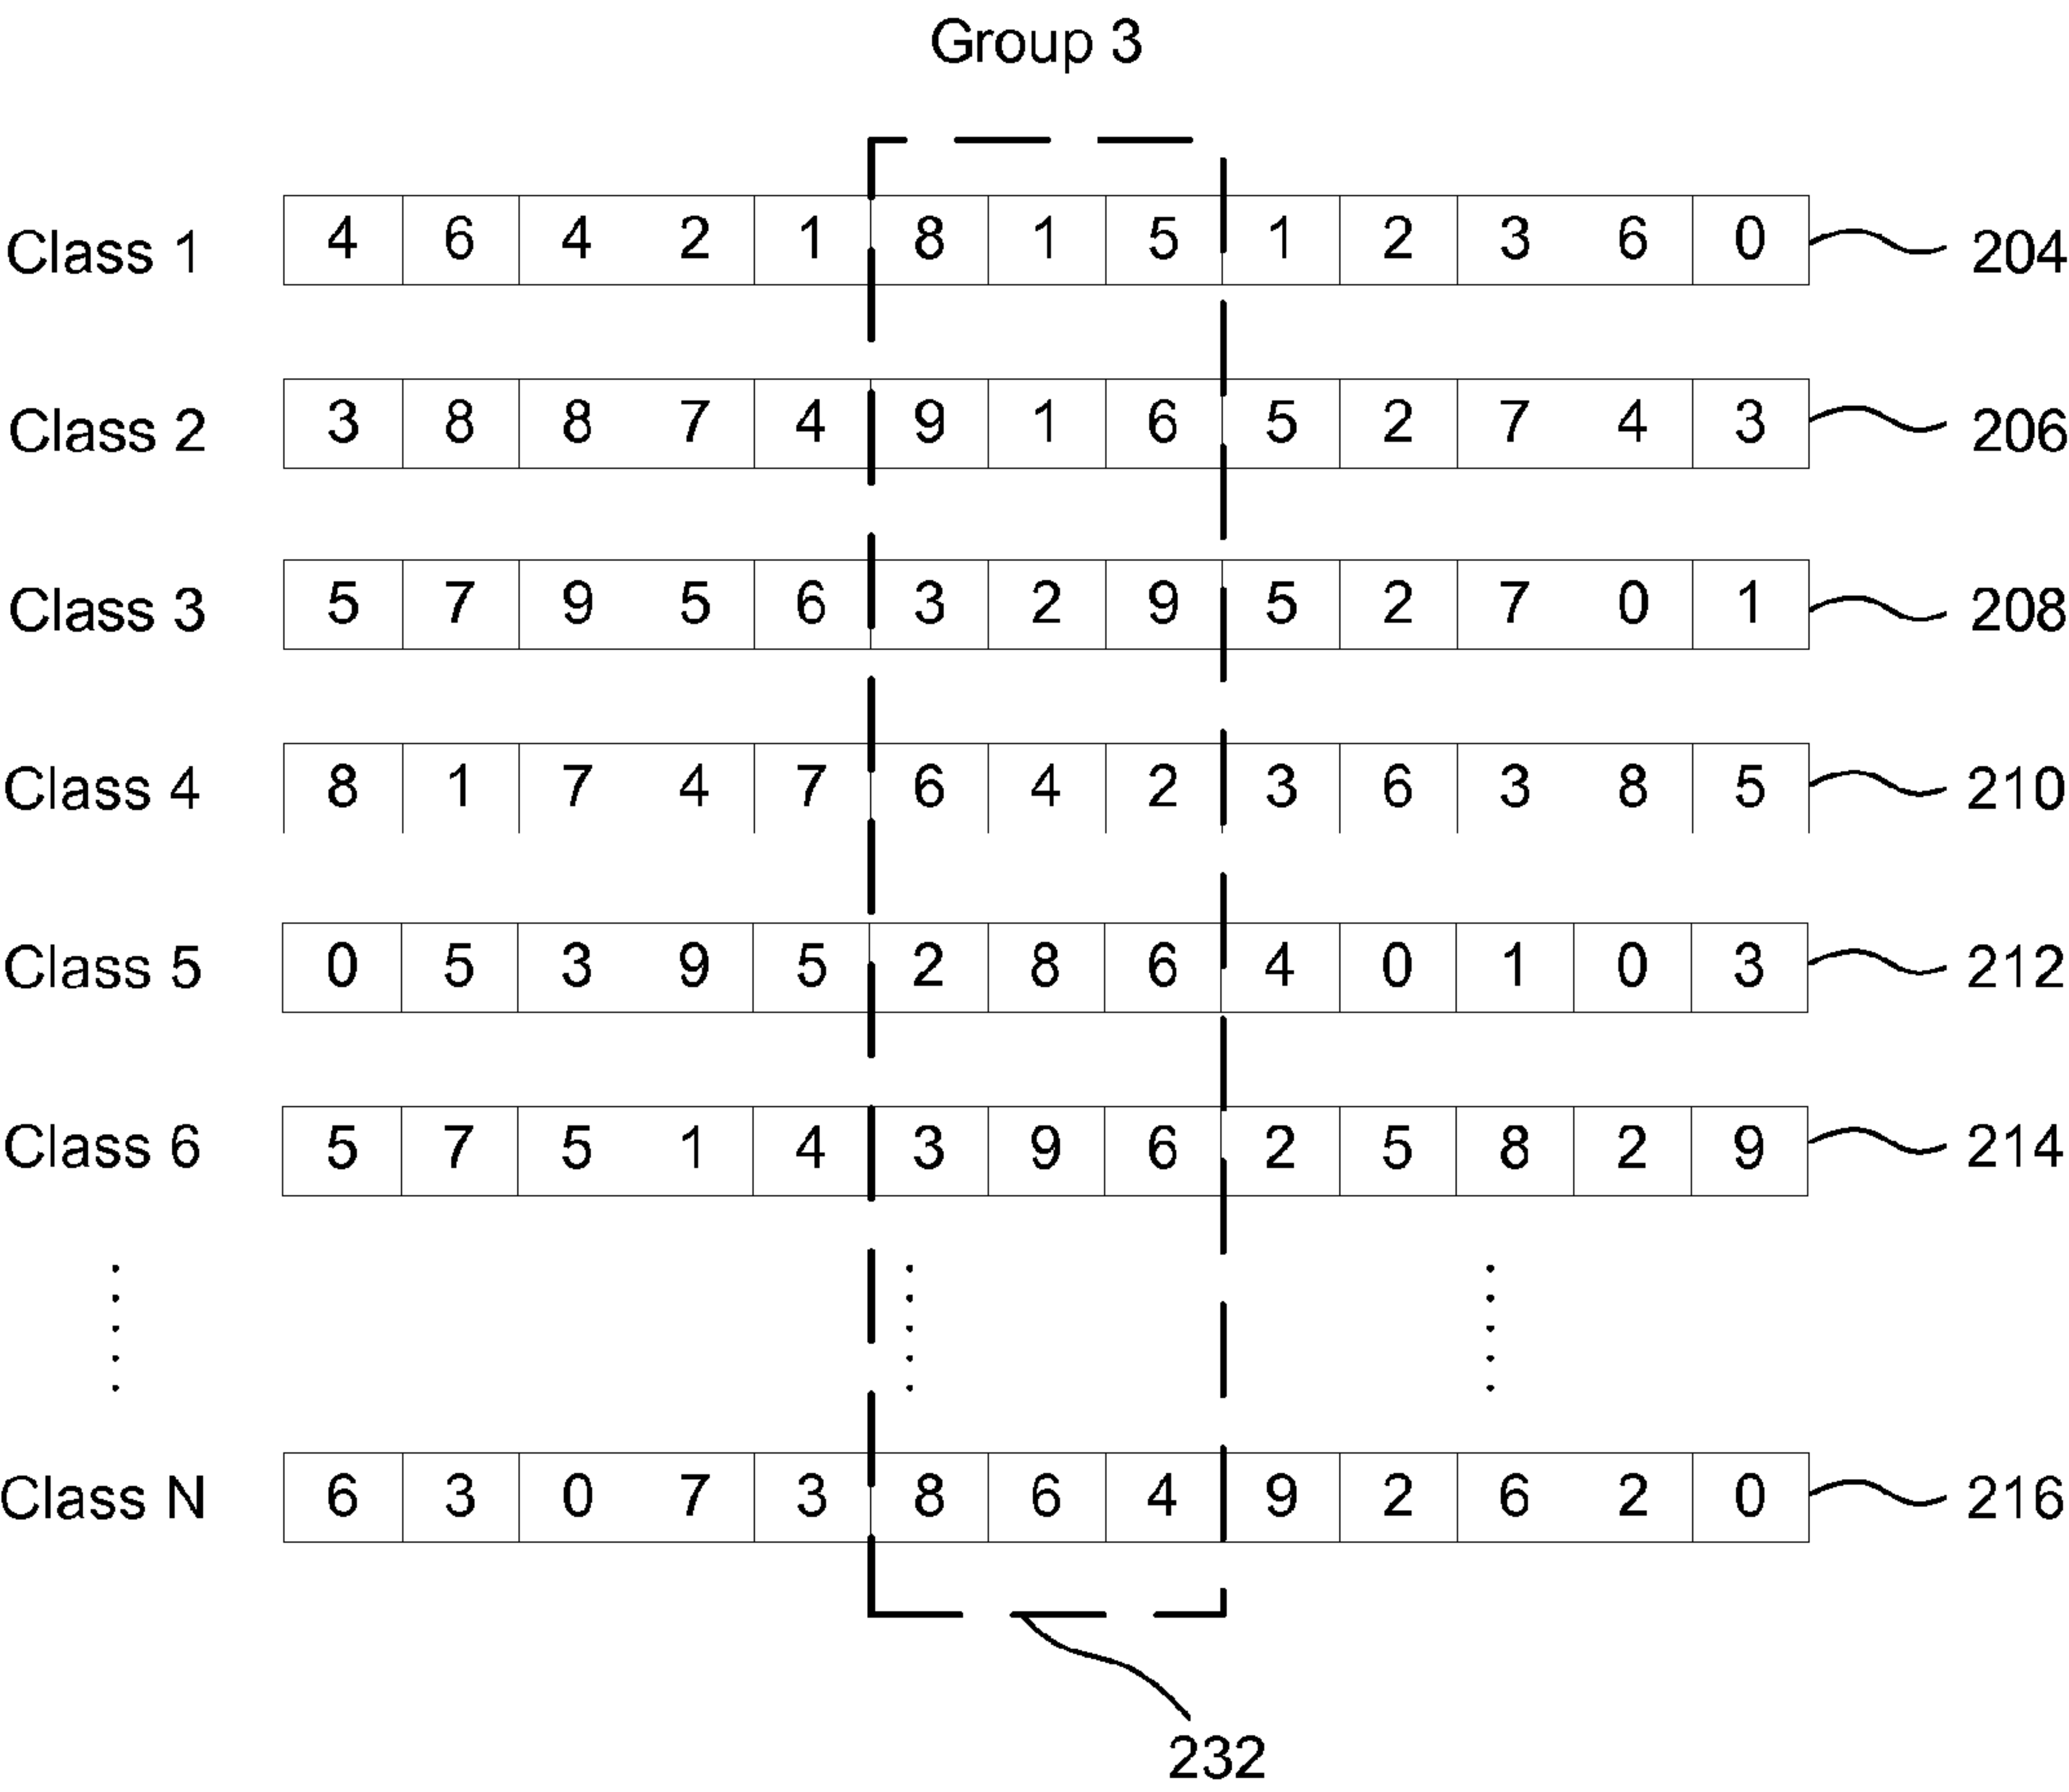 Group 3
Class 1 4 6 4 2 1 8 1 5 1 2 3 6 0 204
Class 2 3 8 8 7 4 9 1 6 5 2 7 4 3 206
Class 3 5 7 9 5 6 3 2 9 5 2 7 0 1 208
Class 4 8 1 7 4 7 6 4 2 3 6 3 8 5 210
Class 5 0 5 3 9 5 2 8 6 4 0 1 0 3 212
Class 6 5 7 5 1 4 3 9 6 2 5 8 2 9 214
Class N 6 3 0 7 3 8 6 4 9 2 6 2 0 216
232